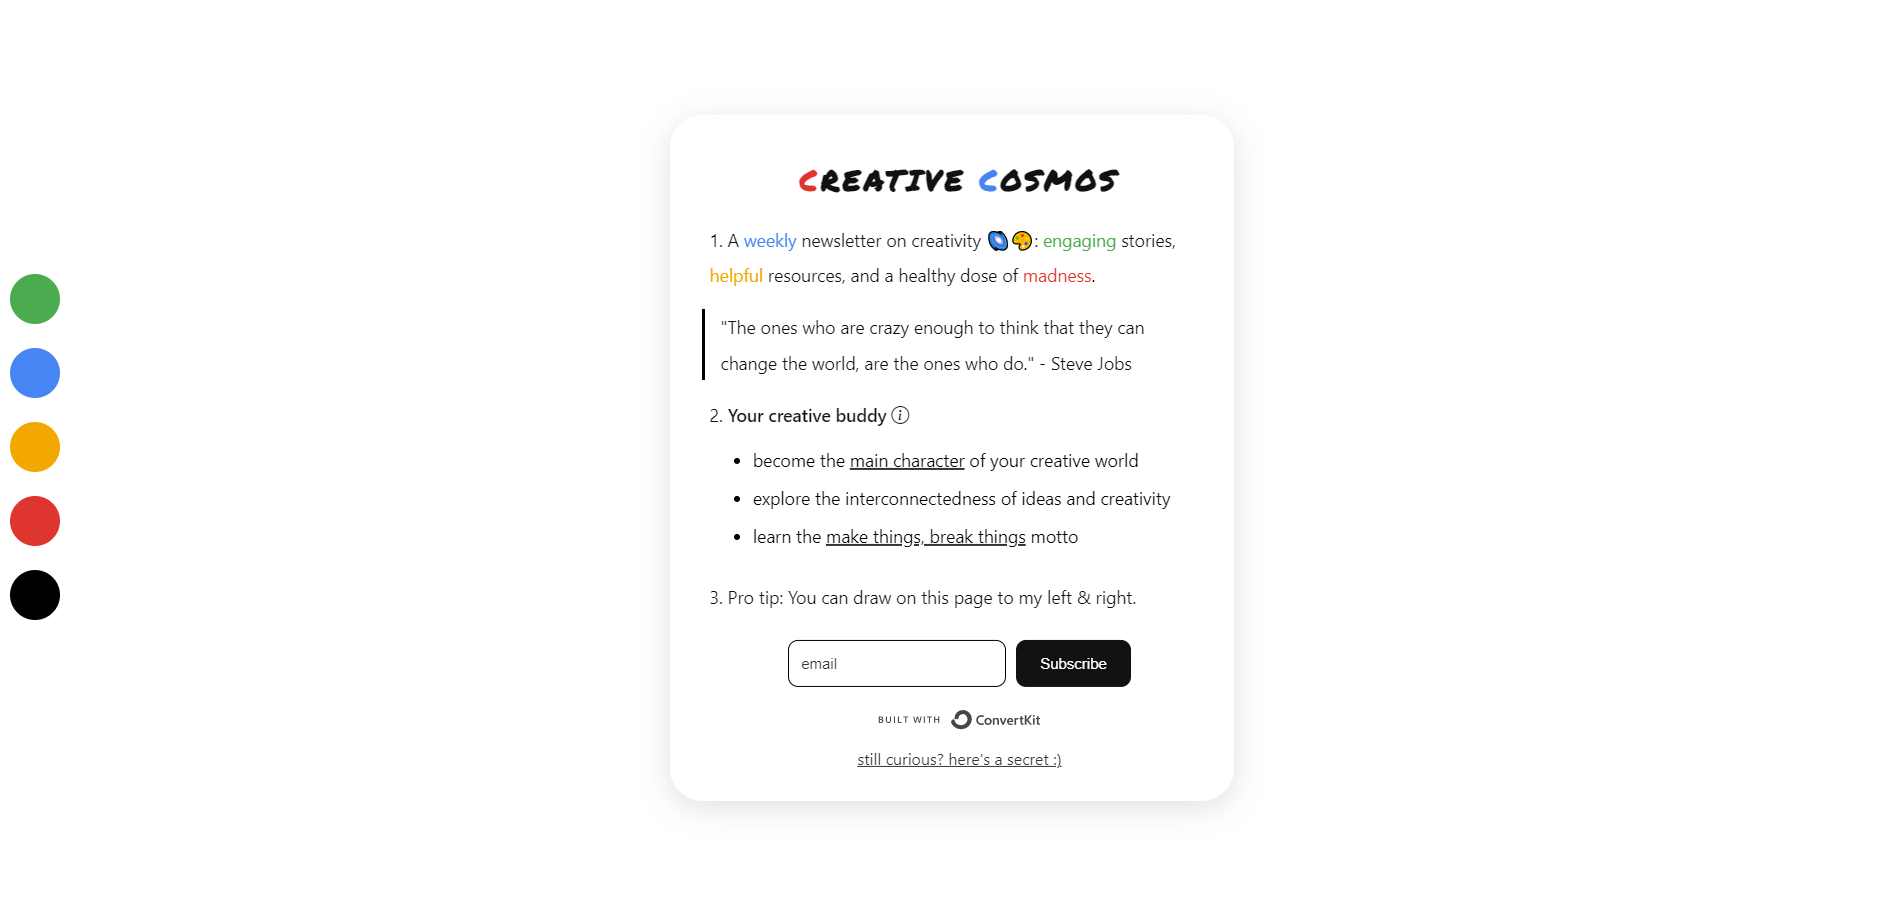 CREATIVE COSMOS
1. A weekly newsletter on creativity 🌌🎨: engaging stories,
helpful resources, and a healthy dose of madness.
"The ones who are crazy enough to think that they can
change the world, are the ones who do." - Steve Jobs
2. Your creative buddy ⓘ
• become the main character of your creative world
• explore the interconnectedness of ideas and creativity
• learn the make things, break things motto
3. Pro tip: You can draw on this page to my left & right.
email Subscribe
BUILT WITH ConvertKit
still curious? here's a secret :)